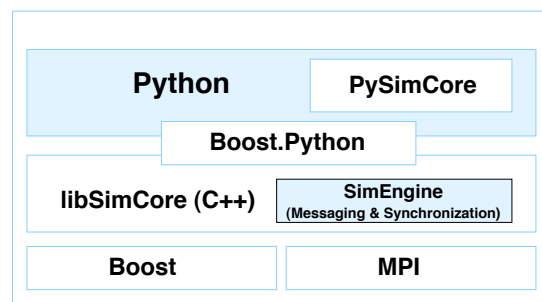 Python
PySimCore
Boost.Python
libSimCore (C++)
SimEngine
(Messaging & Synchronization)
Boost
MPI